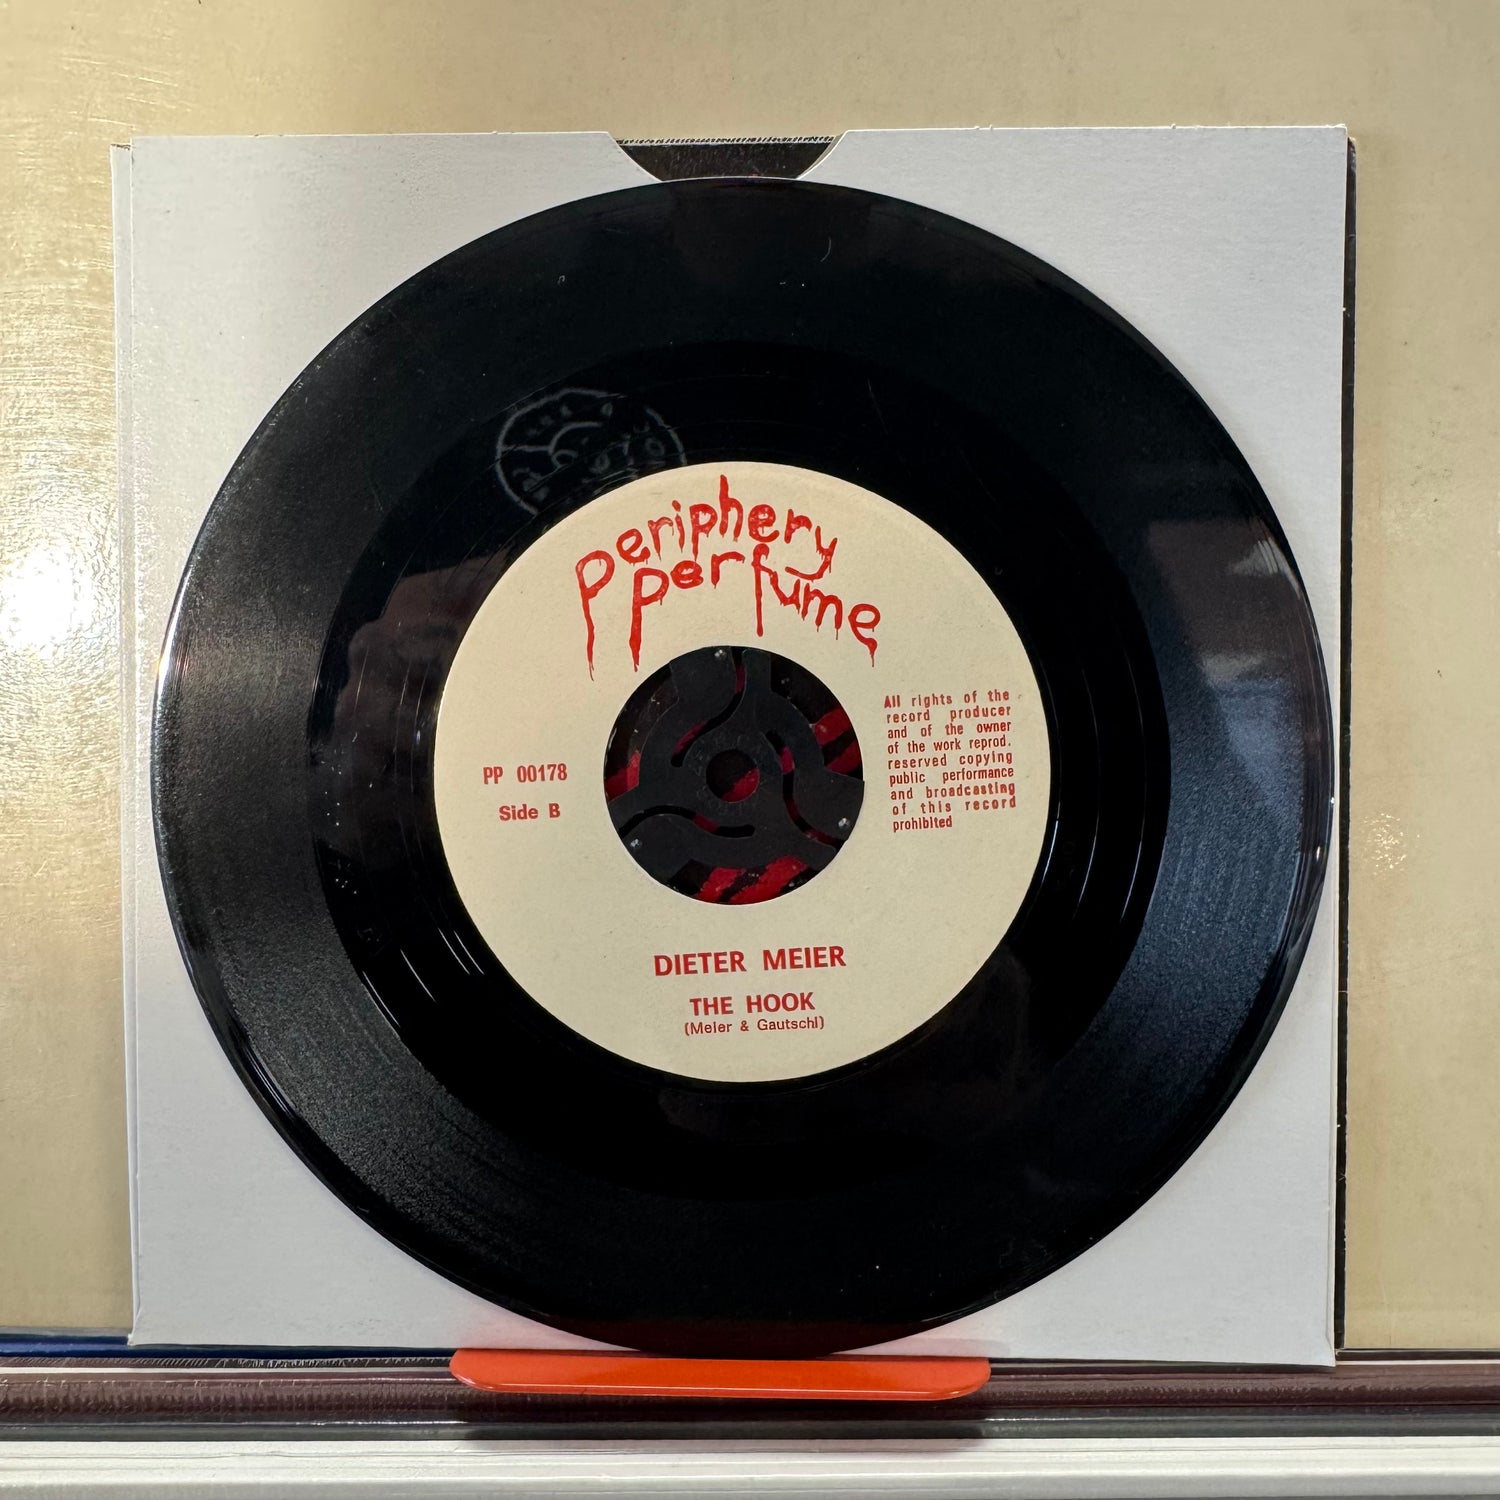 Periphery
Perfume
All rights of the
record producer
and of the owner
of the work reprod.
reserved copying
public performance
and broadcasting
of this record
prohibited
PP 00178
Side B
DIETER MEIER
THE HOOK
(Meier & Gautschi)